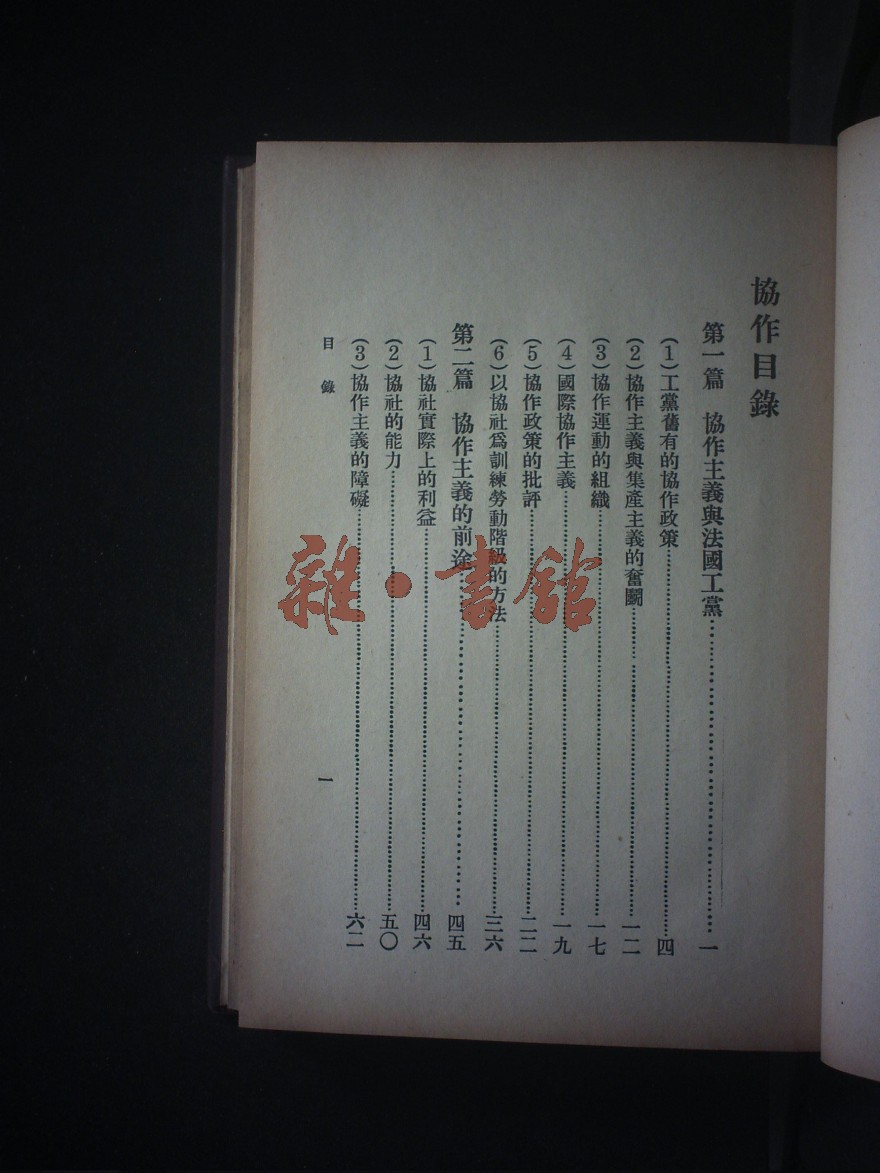 協作目錄
第一篇　協作主義與法國工黨……一
(1)工黨舊有的協作政策……四
(2)協作主義與集產主義的奮鬭……一二
(3)協作運動的組織……一七
(4)國際協作主義……一九
(5)協作政策的批評……二二
(6)以協社爲訓練勞動階級的方法……三六
第二篇　協作主義的前途……四五
(1)協社實際上的利益……四六
(2)協社的能力……五〇
(3)協作主義的障礙……六二
目錄　一
雜·書館